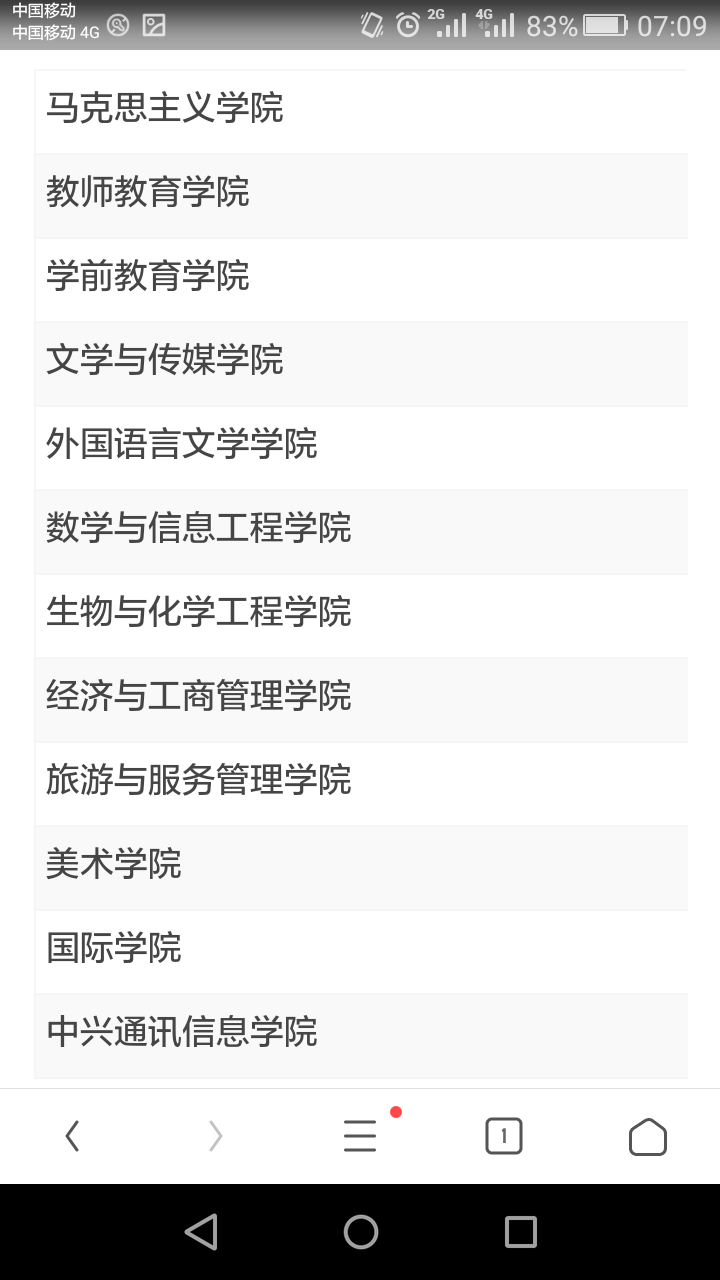 中国移动
中国移动 4G
2G
4G
83%
07:09
马克思主义学院
教师教育学院
学前教育学院
文学与传媒学院
外国语言文学学院
数学与信息工程学院
生物与化学工程学院
经济与工商管理学院
旅游与服务管理学院
美术学院
国际学院
中兴通讯信息学院
1